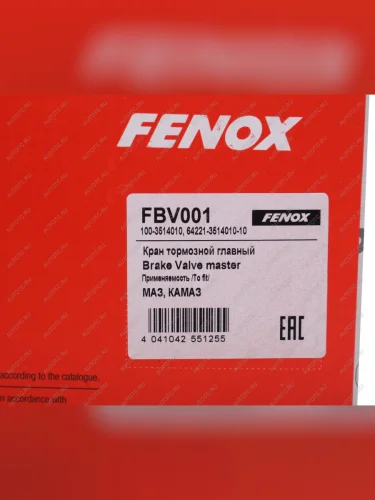 FENOX
FENOX
FBV001
FENOX
100-3514010, 64221-3514010-10
Кран тормозной главный
Brake Valve master
Применяемость /To fit/
МАЗ, КАМАЗ
4 041042 551255
EAC
according to the catalogue.
in accordance with